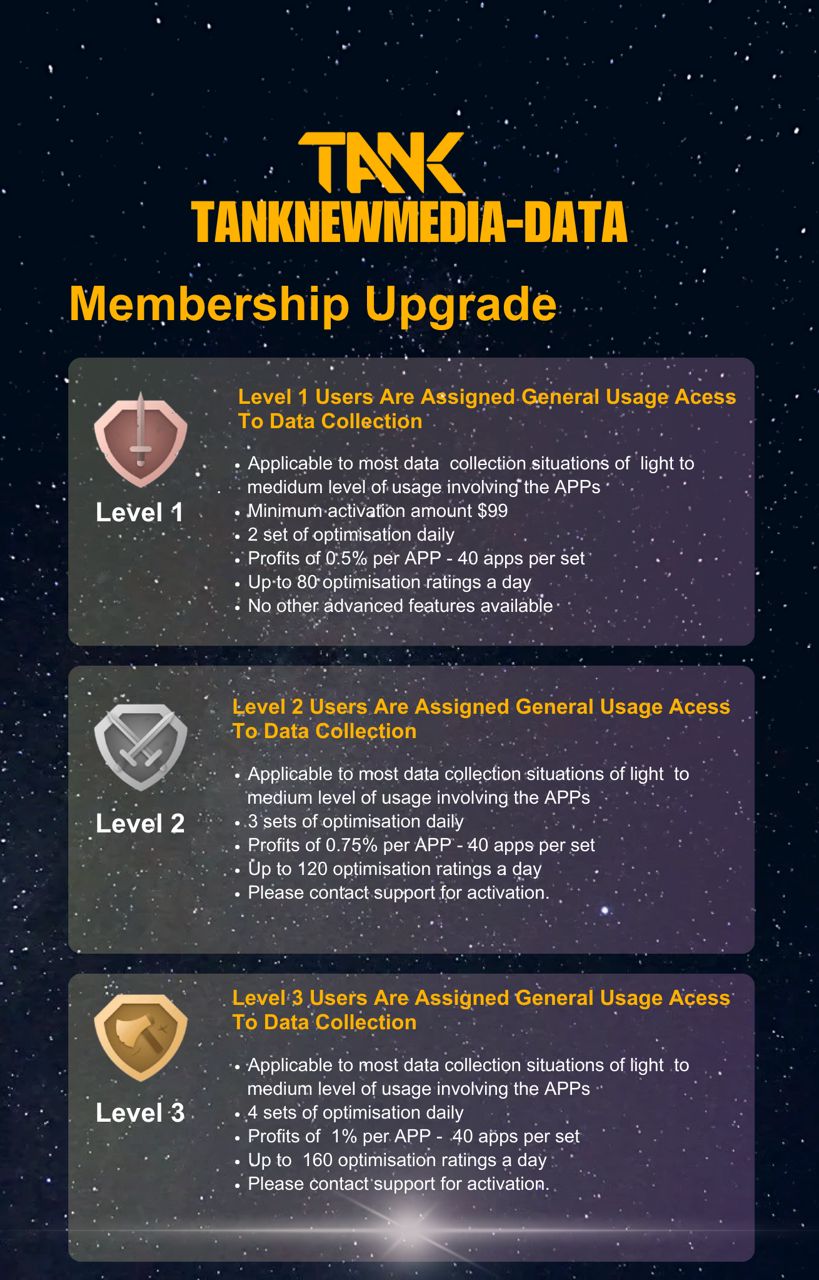 TANK
TANKNEWMEDIA-DATA
Membership Upgrade
Level 1 Users Are Assigned General Usage Acess
To Data Collection
• Applicable to most data collection situations of light to
medidum level of usage involving the APPs
• Minimum activation amount $99
• 2 set of optimisation daily
• Profits of 0.5% per APP - 40 apps per set
• Up to 80 optimisation ratings a day
• No other advanced features available
Level 1
Level 2 Users Are Assigned General Usage Acess
To Data Collection
• Applicable to most data collection situations of light to
medium level of usage involving the APPs
• 3 sets of optimisation daily
• Profits of 0.75% per APP - 40 apps per set
• Up to 120 optimisation ratings a day
• Please contact support for activation.
Level 2
Level 3 Users Are Assigned General Usage Acess
To Data Collection
• Applicable to most data collection situations of light to
medium level of usage involving the APPs
• 4 sets of optimisation daily
• Profits of 1% per APP - 40 apps per set
• Up to 160 optimisation ratings a day
• Please contact support for activation.
Level 3